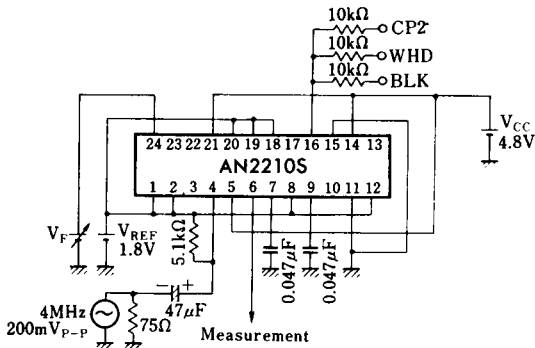 10kΩ
CP2
10kΩ
WHD
10kΩ
BLK
24 23 22 21 20 19 18 17 16 15 14 13
AN2210S
1 2 3 4 5 6 7 8 9 10 11 12
VCC
4.8V
VF
VREF
1.8V
5.1kΩ
0.047μF
0.047μF
47μF
4MHz
200mVP-P
75Ω
Measurement